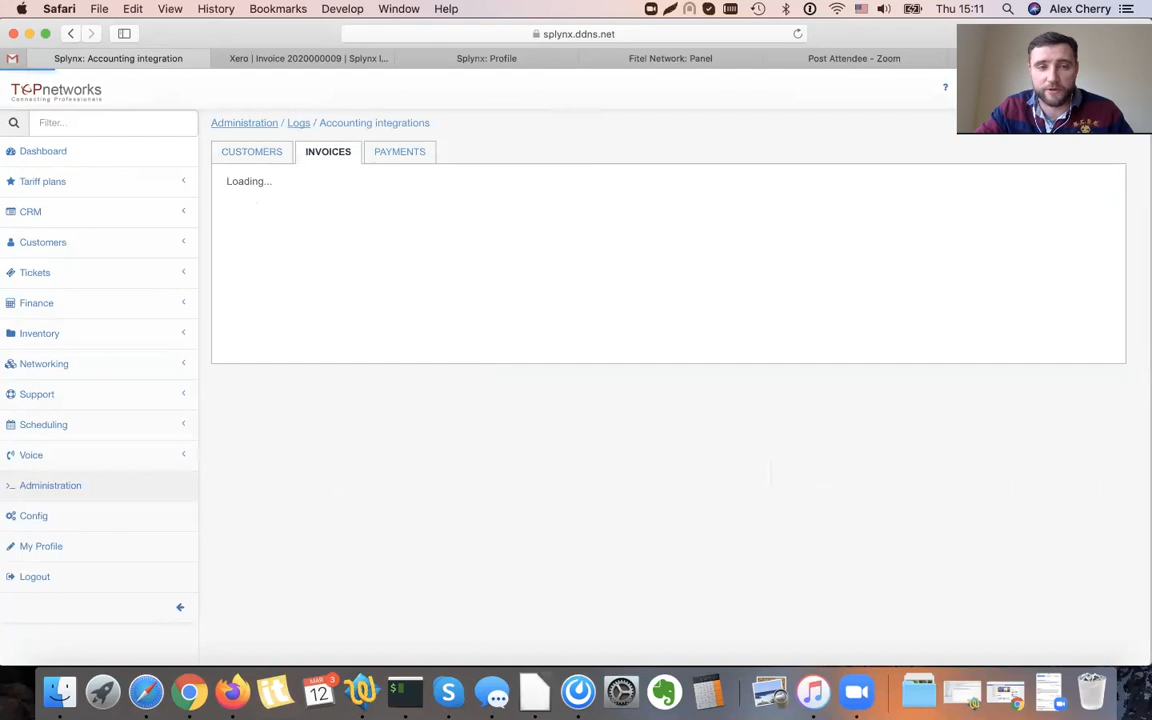 Safari File Edit View History Bookmarks Develop Window Help Thu 15:11 Alex Cherry
splynx.ddns.net
Splynx: Accounting integration Xero | Invoice 2020000009 | Splynx I... Splynx: Profile Fitel Network: Panel Post Attendee - Zoom
TOPnetworks
Connecting Professionals
?
Filter...
Administration / Logs / Accounting integrations
CUSTOMERS INVOICES PAYMENTS
Loading...
Dashboard
Tariff plans
CRM
Customers
Tickets
Finance
Inventory
Networking
Support
Scheduling
Voice
Administration
Config
My Profile
Logout
3
12